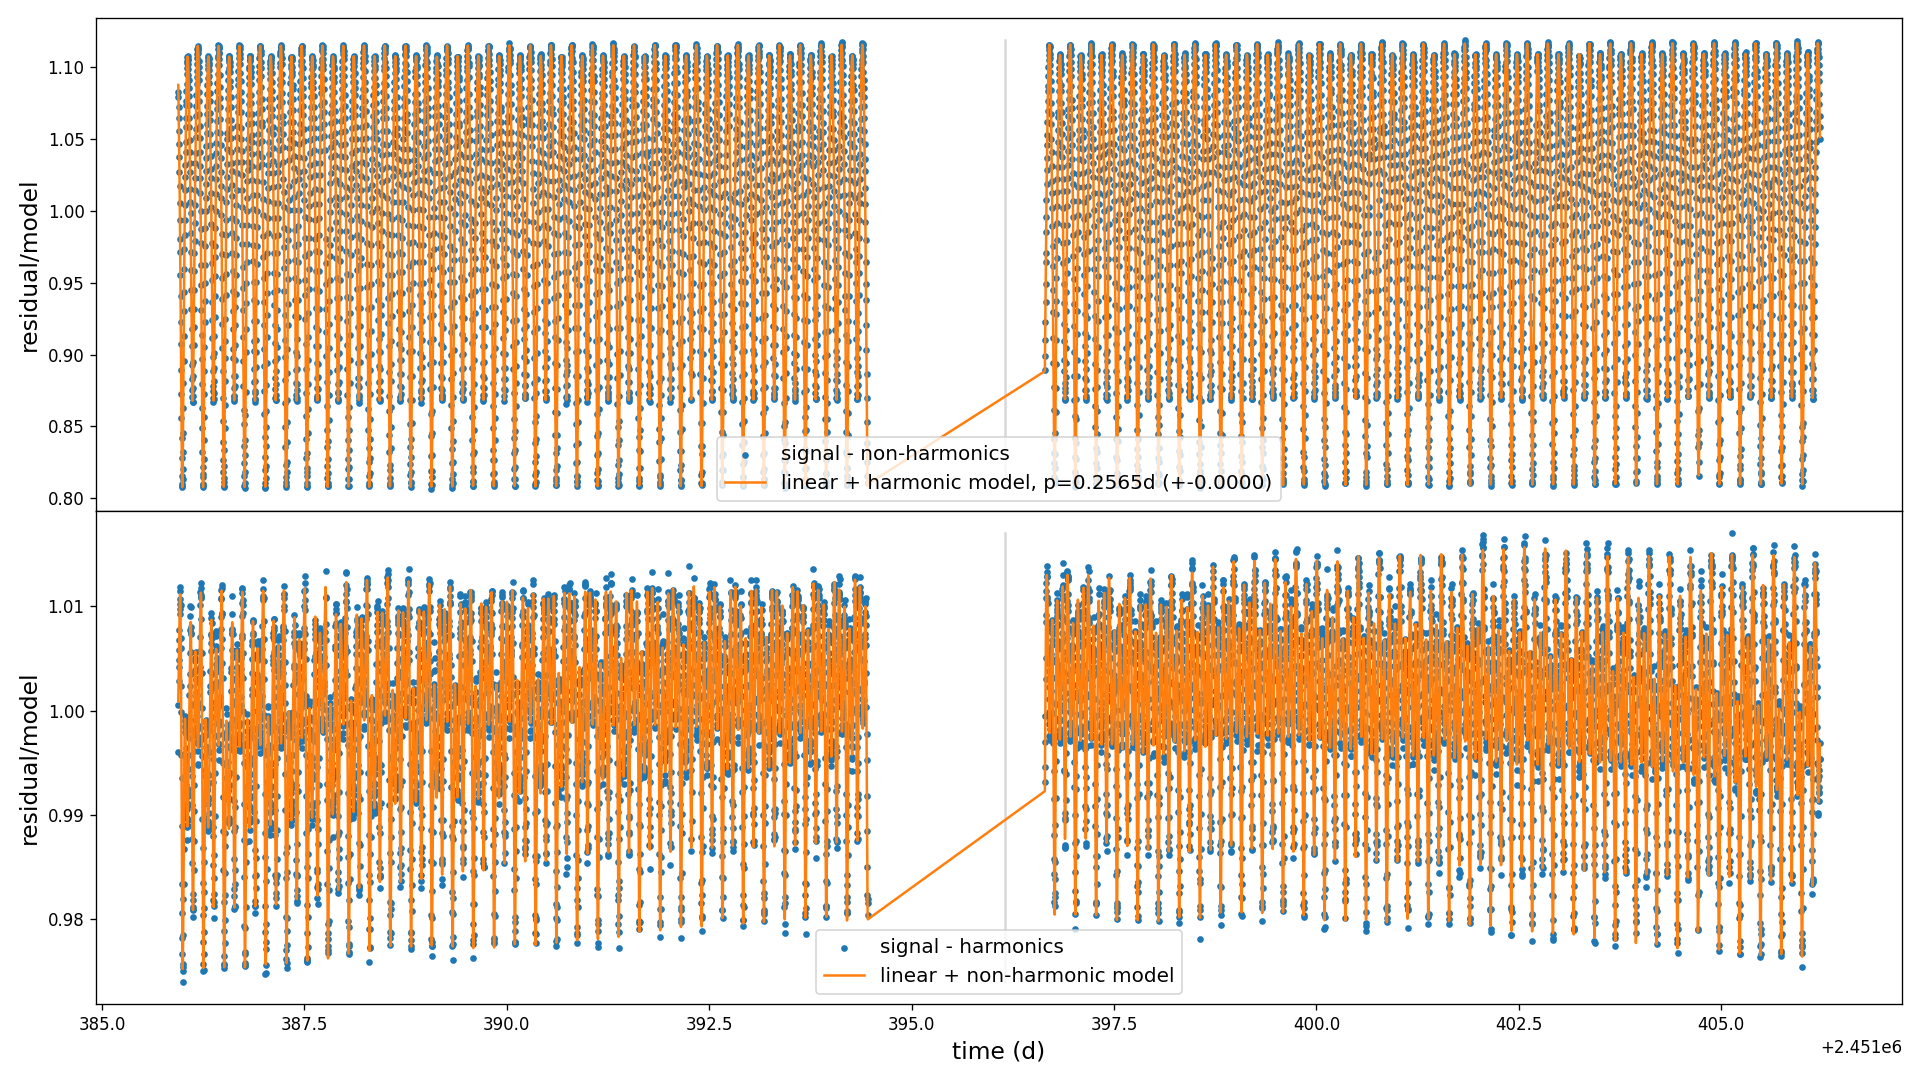 1.10
1.05
1.00
0.95
0.90
0.85
0.80
residual/model
signal - non-harmonics
linear + harmonic model, p=0.2565d (+-0.0000)
1.01
1.00
0.99
0.98
residual/model
signal - harmonics
linear + non-harmonic model
385.0 387.5 390.0 392.5 395.0 397.5 400.0 402.5 405.0
time (d)
+2.451e6